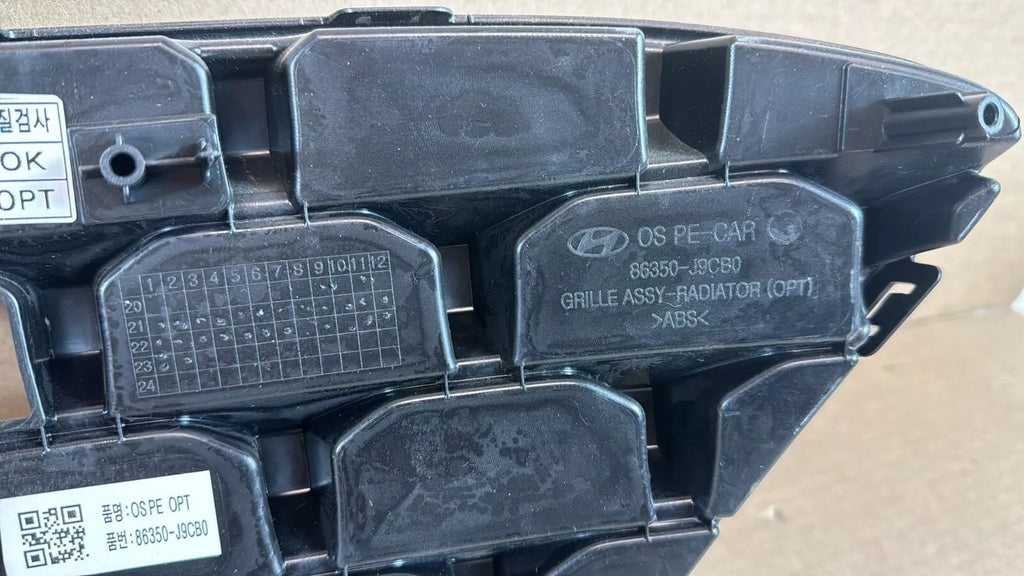 질검사
OK
OPT
1 2 3 4 5 6 7 8 9 10 11 12
20
21
22
23
24
OS PE-CAR
86350-J9CB0
GRILLE ASSY-RADIATOR (OPT)
>ABS<
품명:OS PE OPT
품번:86350-J9CB0